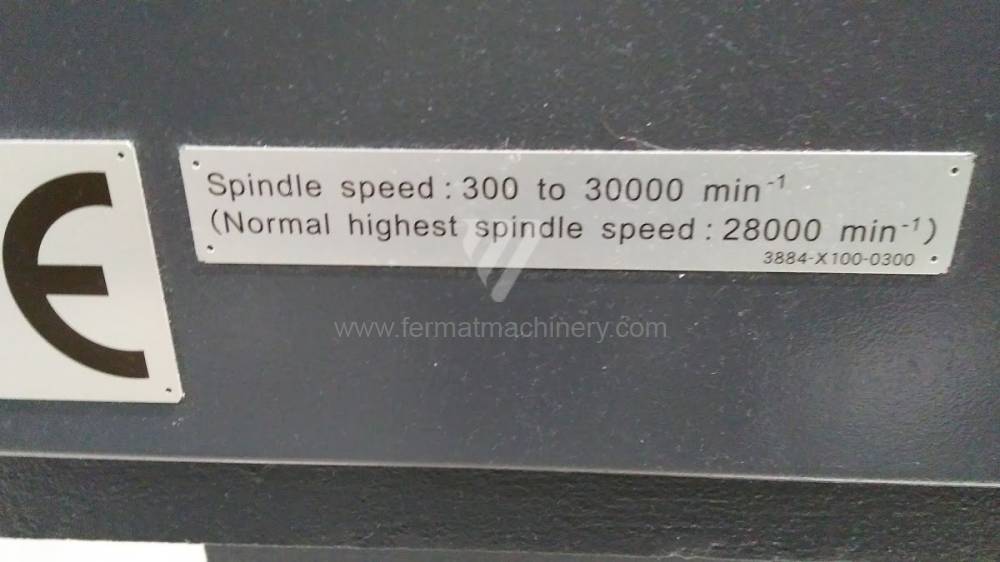 Spindle speed : 300 to 30000 min⁻¹
(Normal highest spindle speed : 28000 min⁻¹)
3884-X100-0300
www.fermatmachinery.com
CE